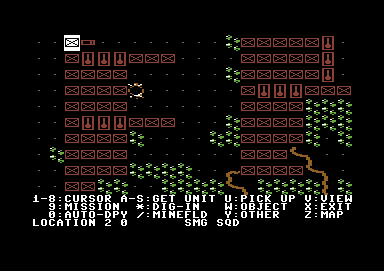 1-8:CURSOR A-S:GET UNIT U:PICK UP V:VIEW
9:MISSION *:DIG-IN W:OBJECT X:EXIT
0:AUTO-DPY /:MINEFLD Y:OTHER Z:MAP
LOCATION 2 0 SMG SQD